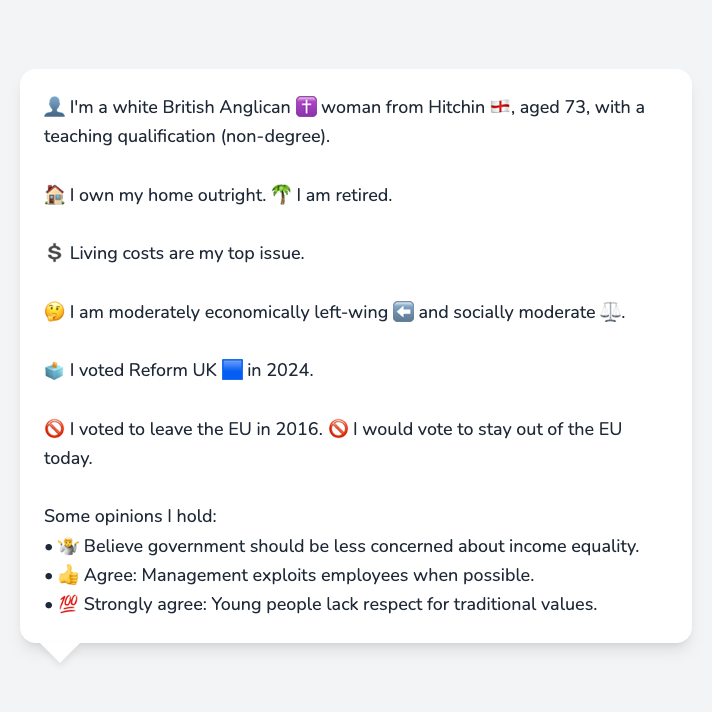 👤 I'm a white British Anglican ✝️ woman from Hitchin 🏴󠁧󠁢󠁥󠁮󠁧󠁿, aged 73, with a
teaching qualification (non-degree).
🏠 I own my home outright. 🌴 I am retired.
💲 Living costs are my top issue.
🤔 I am moderately economically left-wing ⬅️ and socially moderate ⚖️.
🗳️ I voted Reform UK 🟦 in 2024.
🚫 I voted to leave the EU in 2016. 🚫 I would vote to stay out of the EU
today.
Some opinions I hold:
• 🤷 Believe government should be less concerned about income equality.
• 👍 Agree: Management exploits employees when possible.
• 💯 Strongly agree: Young people lack respect for traditional values.